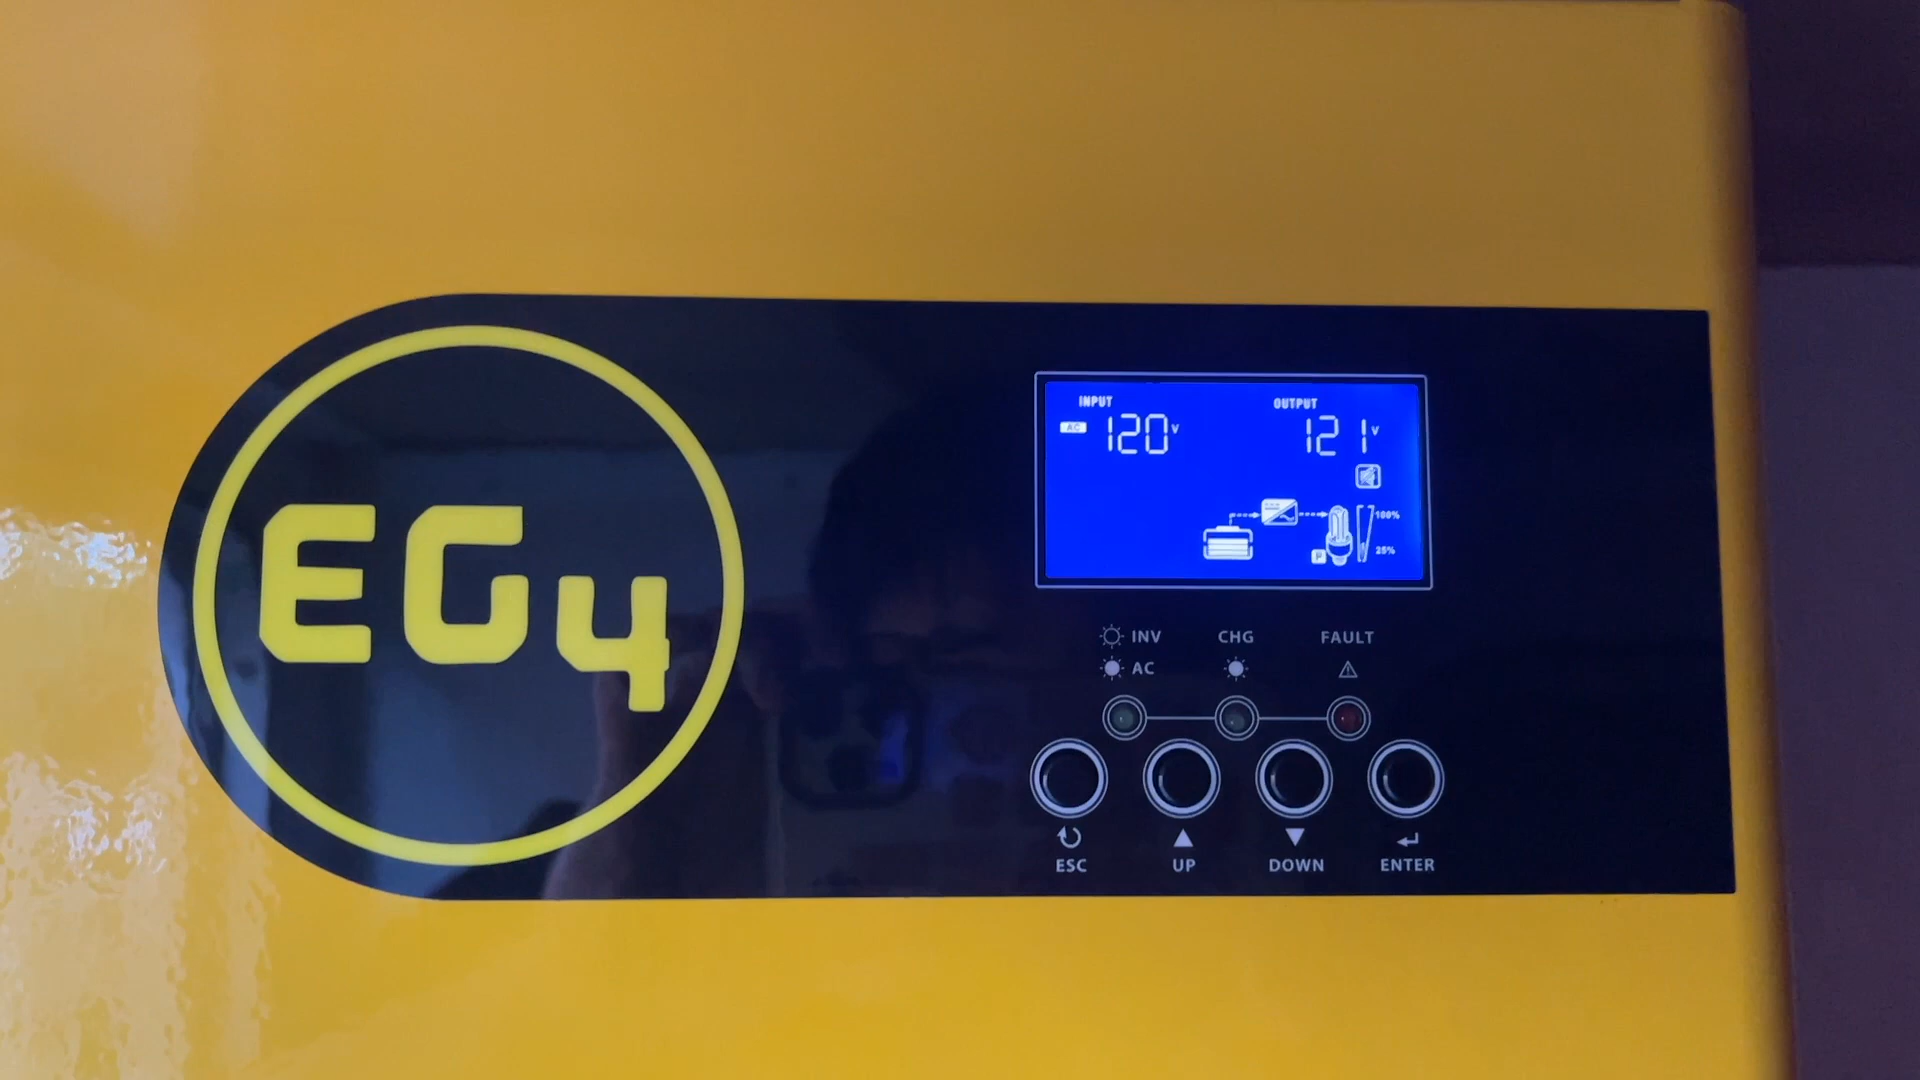 EG4
INPUT
OUTPUT
AC 120V
121V
100%
P
25%
INV
CHG
FAULT
AC
ESC
UP
DOWN
ENTER